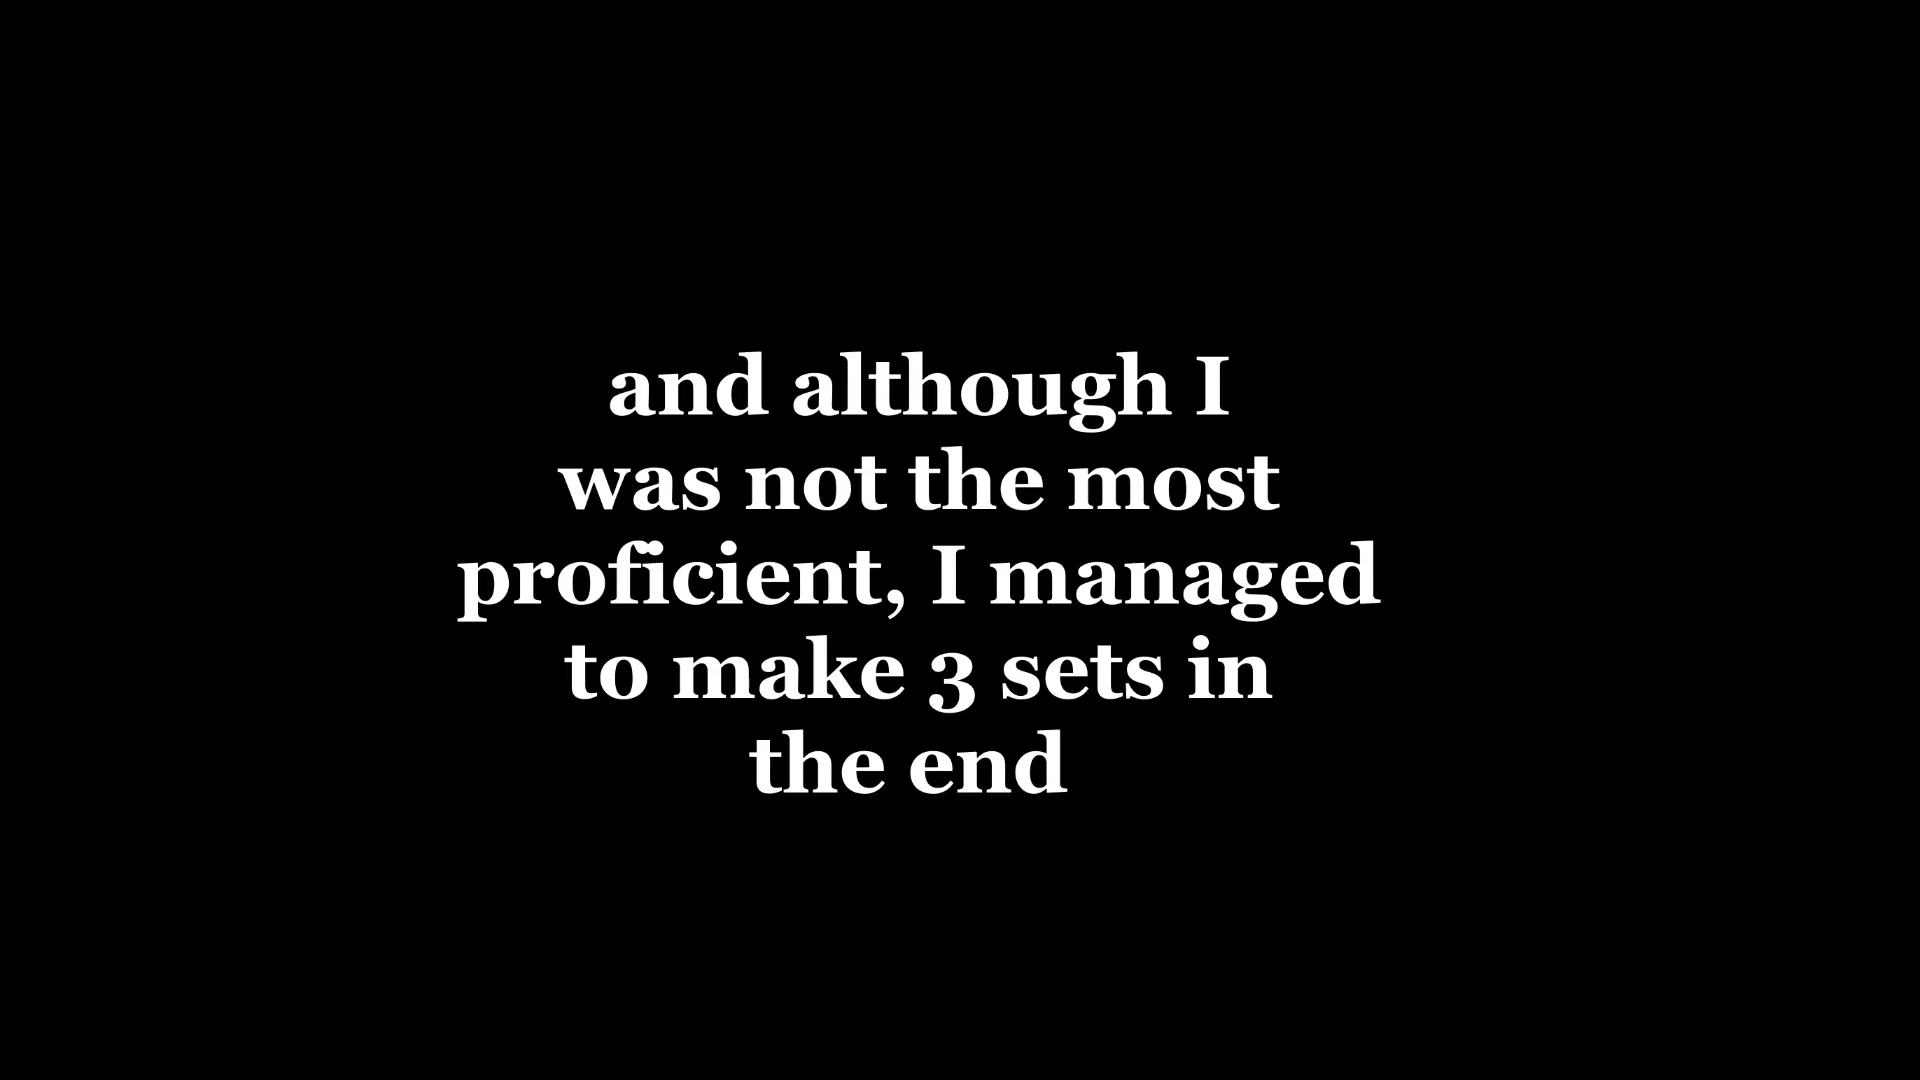 and although I
was not the most
proficient, I managed
to make 3 sets in
the end